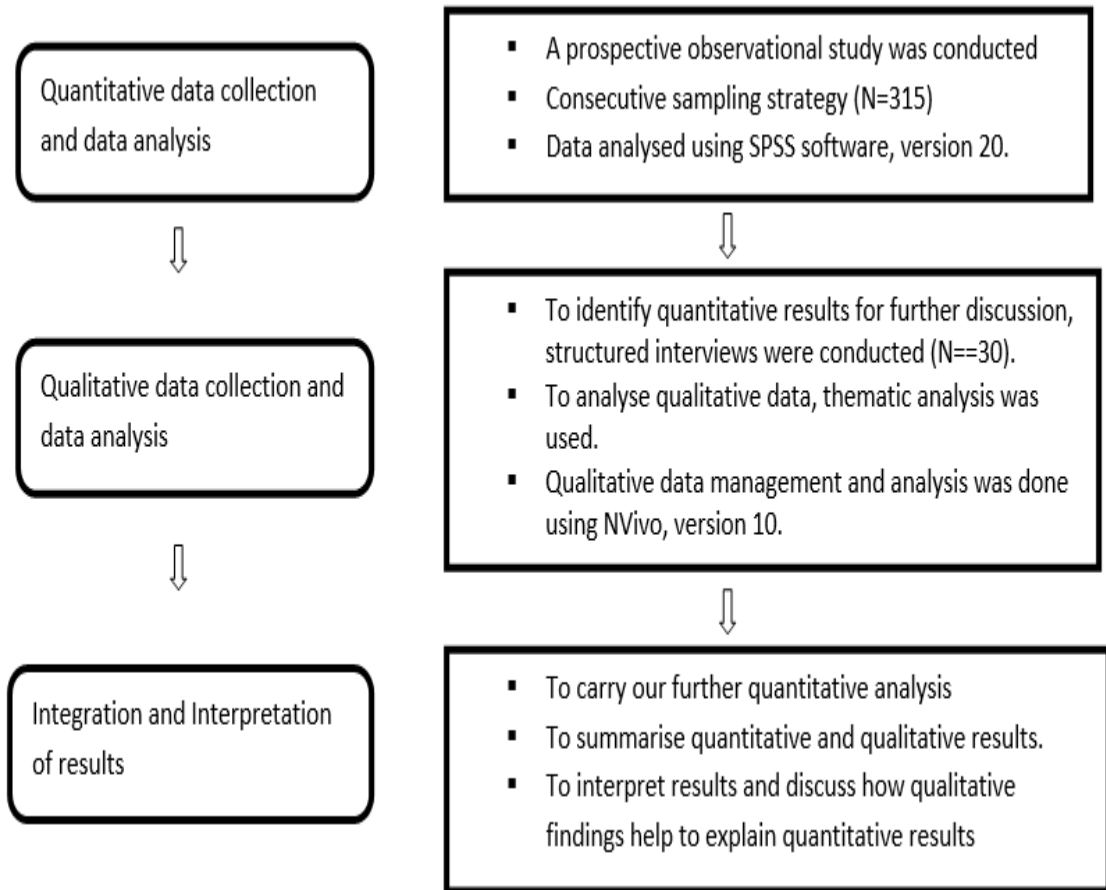 Quantitative data collection
and data analysis
▪ A prospective observational study was conducted
▪ Consecutive sampling strategy (N=315)
▪ Data analysed using SPSS software, version 20.
Qualitative data collection and
data analysis
▪ To identify quantitative results for further discussion,
structured interviews were conducted (N==30).
▪ To analyse qualitative data, thematic analysis was
used.
▪ Qualitative data management and analysis was done
using NVivo, version 10.
Integration and Interpretation
of results
▪ To carry our further quantitative analysis
▪ To summarise quantitative and qualitative results.
▪ To interpret results and discuss how qualitative
findings help to explain quantitative results